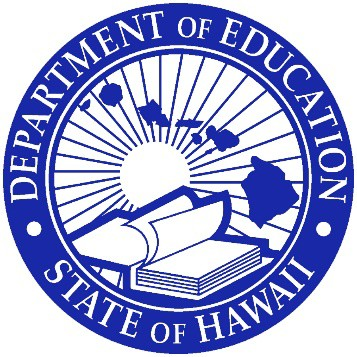 DEPARTMENT OF EDUCATION
STATE OF HAWAII